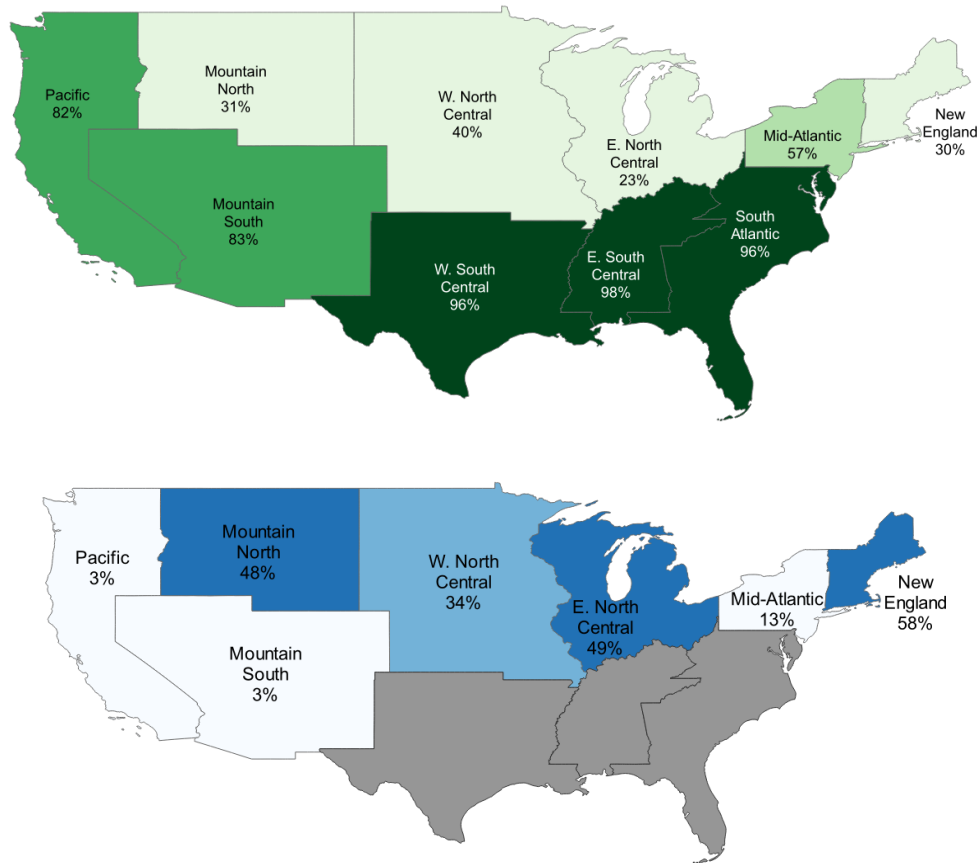 Pacific
82%
Mountain
North
31%
W. North
Central
40%
E. North
Central
23%
Mid-Atlantic
57%
New
England
30%
Mountain
South
83%
W. South
Central
96%
E. South
Central
98%
South
Atlantic
96%
Pacific
3%
Mountain
North
48%
W. North
Central
34%
E. North
Central
49%
Mid-Atlantic
13%
New
England
58%
Mountain
South
3%